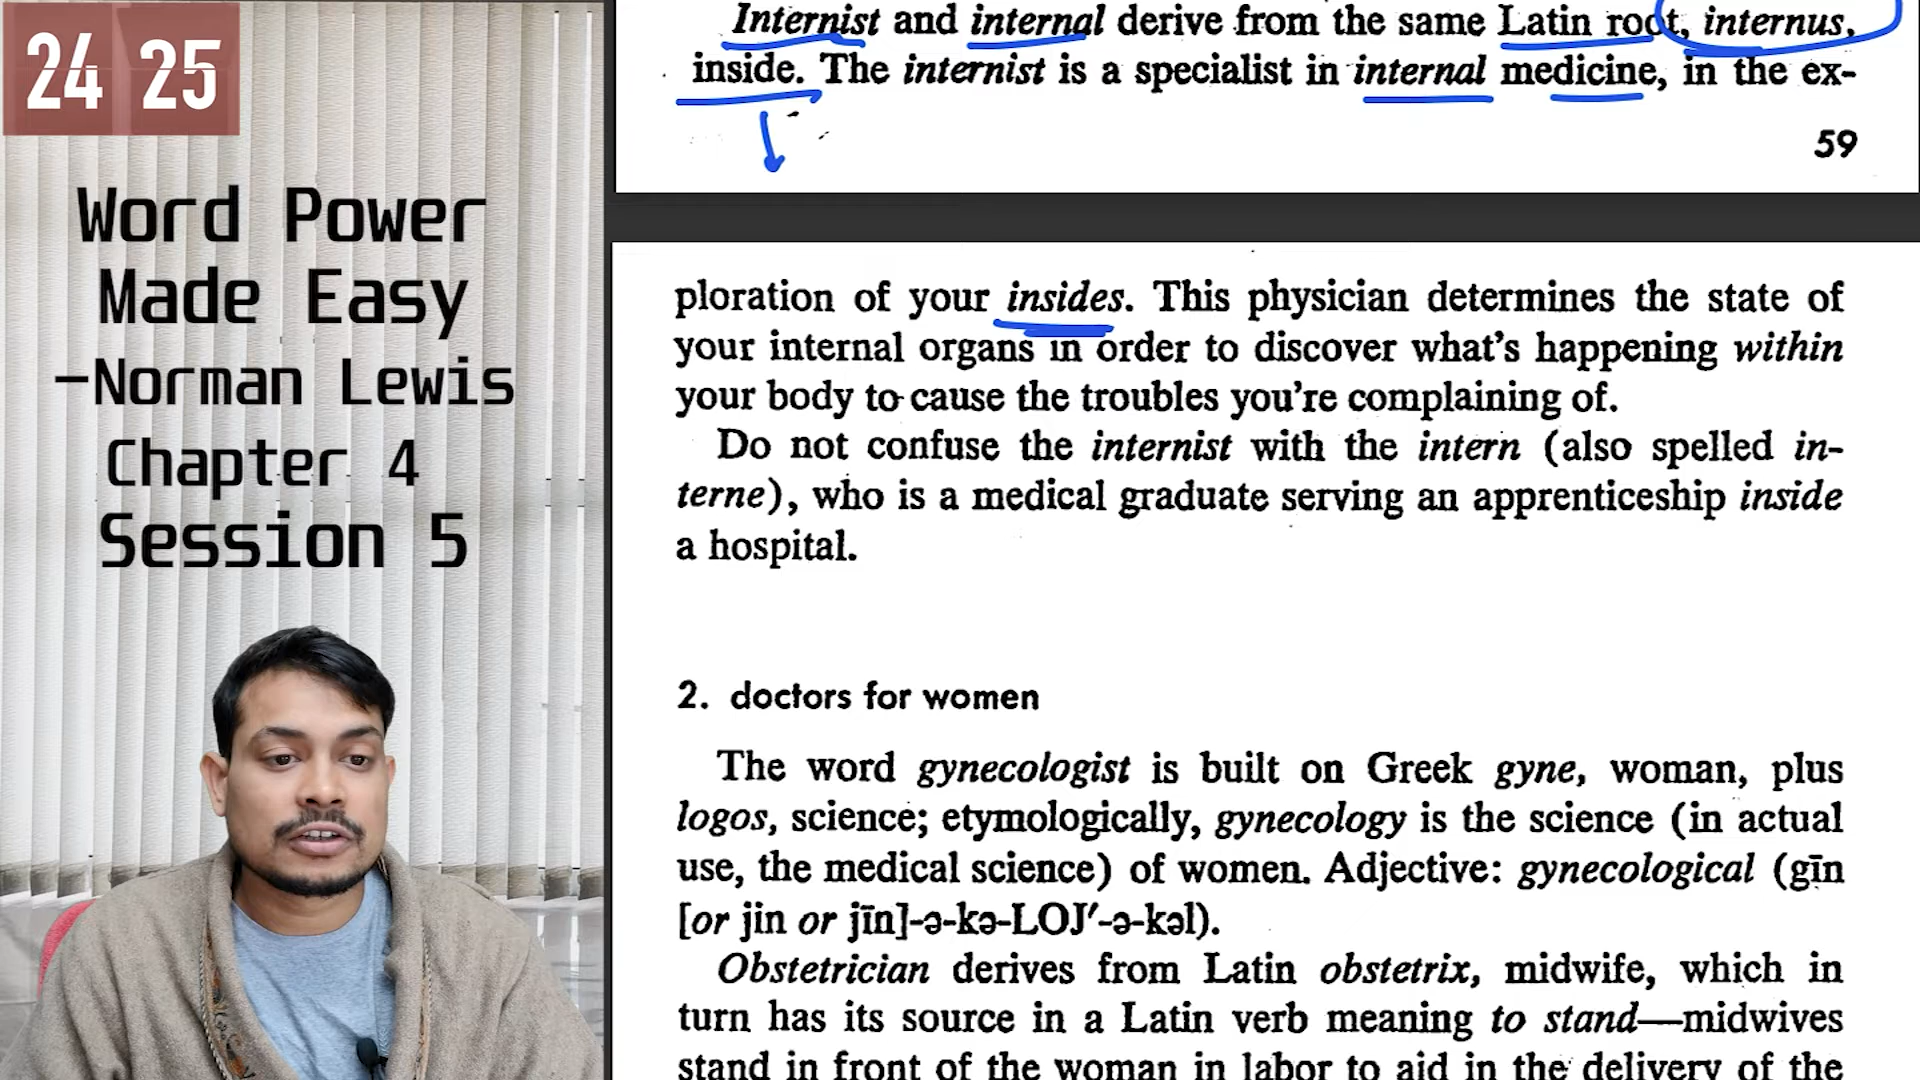 24 25
Word Power
Made Easy
-Norman Lewis
Chapter 4
Session 5
Internist and internal derive from the same Latin root, internus,
inside. The internist is a specialist in internal medicine, in the ex-
59
ploration of your insides. This physician determines the state of
your internal organs in order to discover what's happening within
your body to cause the troubles you're complaining of.
Do not confuse the internist with the intern (also spelled in-
terne), who is a medical graduate serving an apprenticeship inside
a hospital.
2. doctors for women
The word gynecologist is built on Greek gyne, woman, plus
logos, science; etymologically, gynecology is the science (in actual
use, the medical science) of women. Adjective: gynecological (gīn
[or jin or jīn]-ə-kə-LOJ′-ə-kəl).
Obstetrician derives from Latin obstetrix, midwife, which in
turn has its source in a Latin verb meaning to stand—midwives
stand in front of the woman in labor to aid in the delivery of the